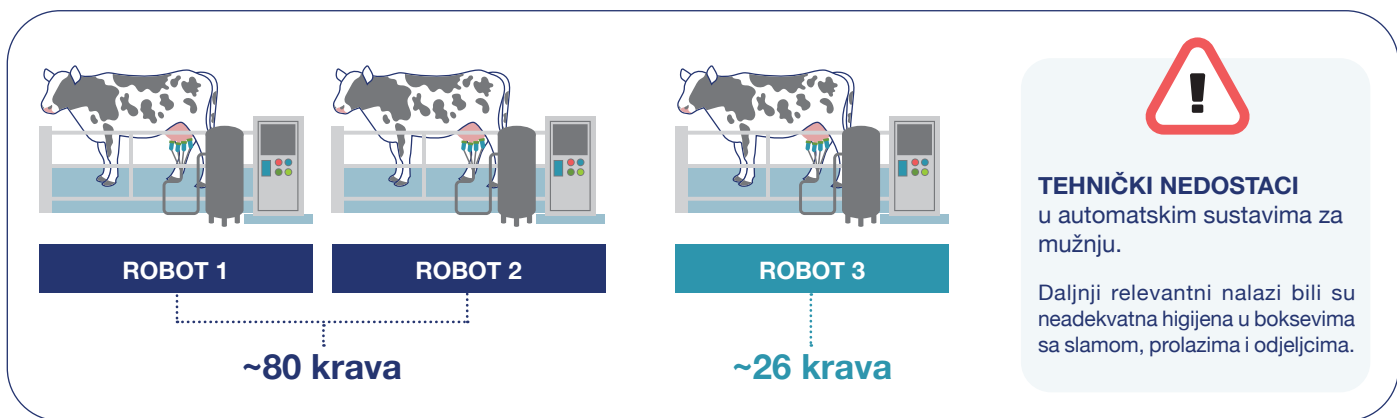 ROBOT 1
ROBOT 2
ROBOT 3
~80 krava
~26 krava
!
TEHNIČKI NEDOSTACI
u automatskim sustavima za
mužnju.
Daljnji relevantni nalazi bili su
neadekvatna higijena u boksevima
sa slamom, prolazima i odjeljcima.